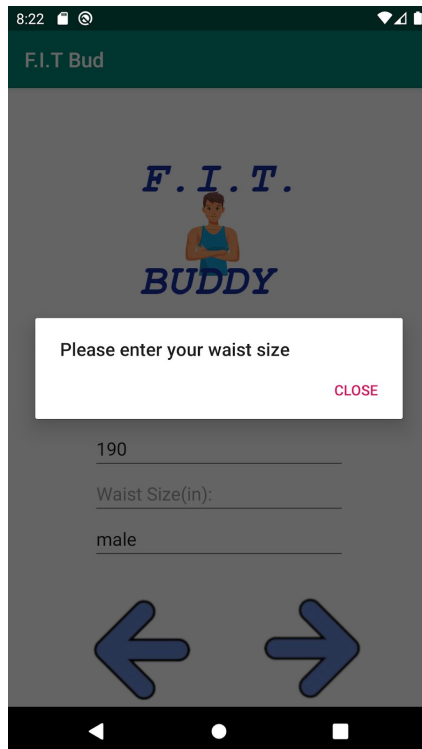 8:22
F.I.T Bud
F.I.T.
BUDDY
Please enter your waist size
CLOSE
190
Waist Size(in):
male